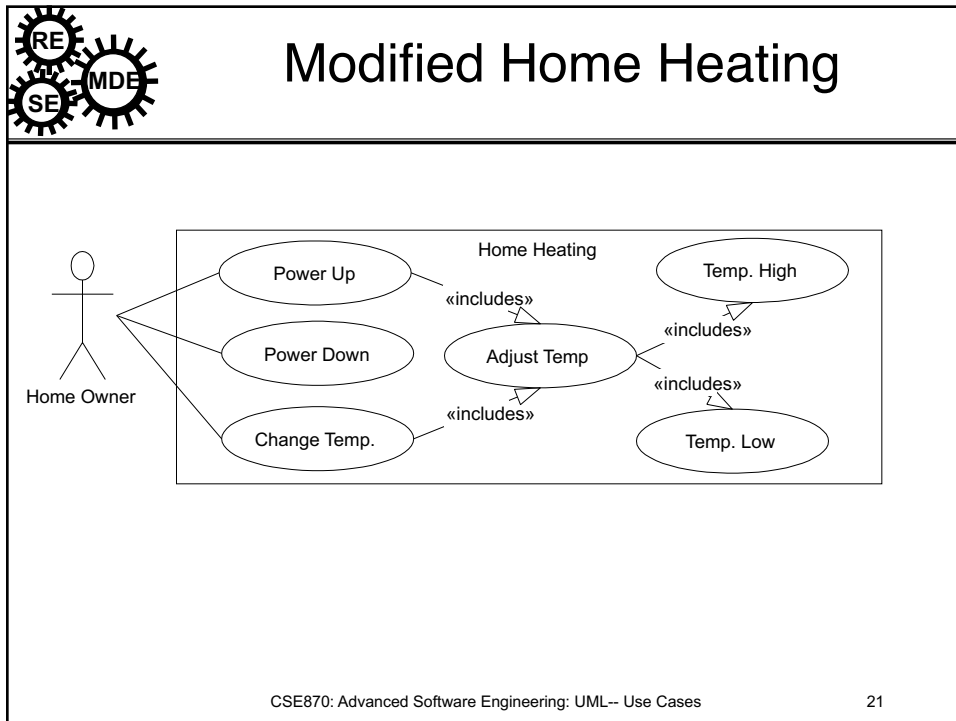 RE
MDE
SE
Modified Home Heating
Home Heating
Power Up
Temp. High
«includes»
«includes»
Power Down
Adjust Temp
«includes»
Home Owner
«includes»
Change Temp.
Temp. Low
CSE870: Advanced Software Engineering: UML-- Use Cases
21